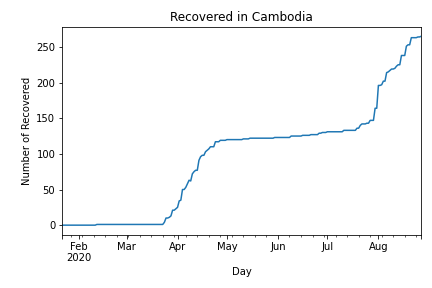 Recovered in Cambodia
Number of Recovered
250
200
150
100
50
0
Feb
2020
Mar
Apr
May
Jun
Jul
Aug
Day